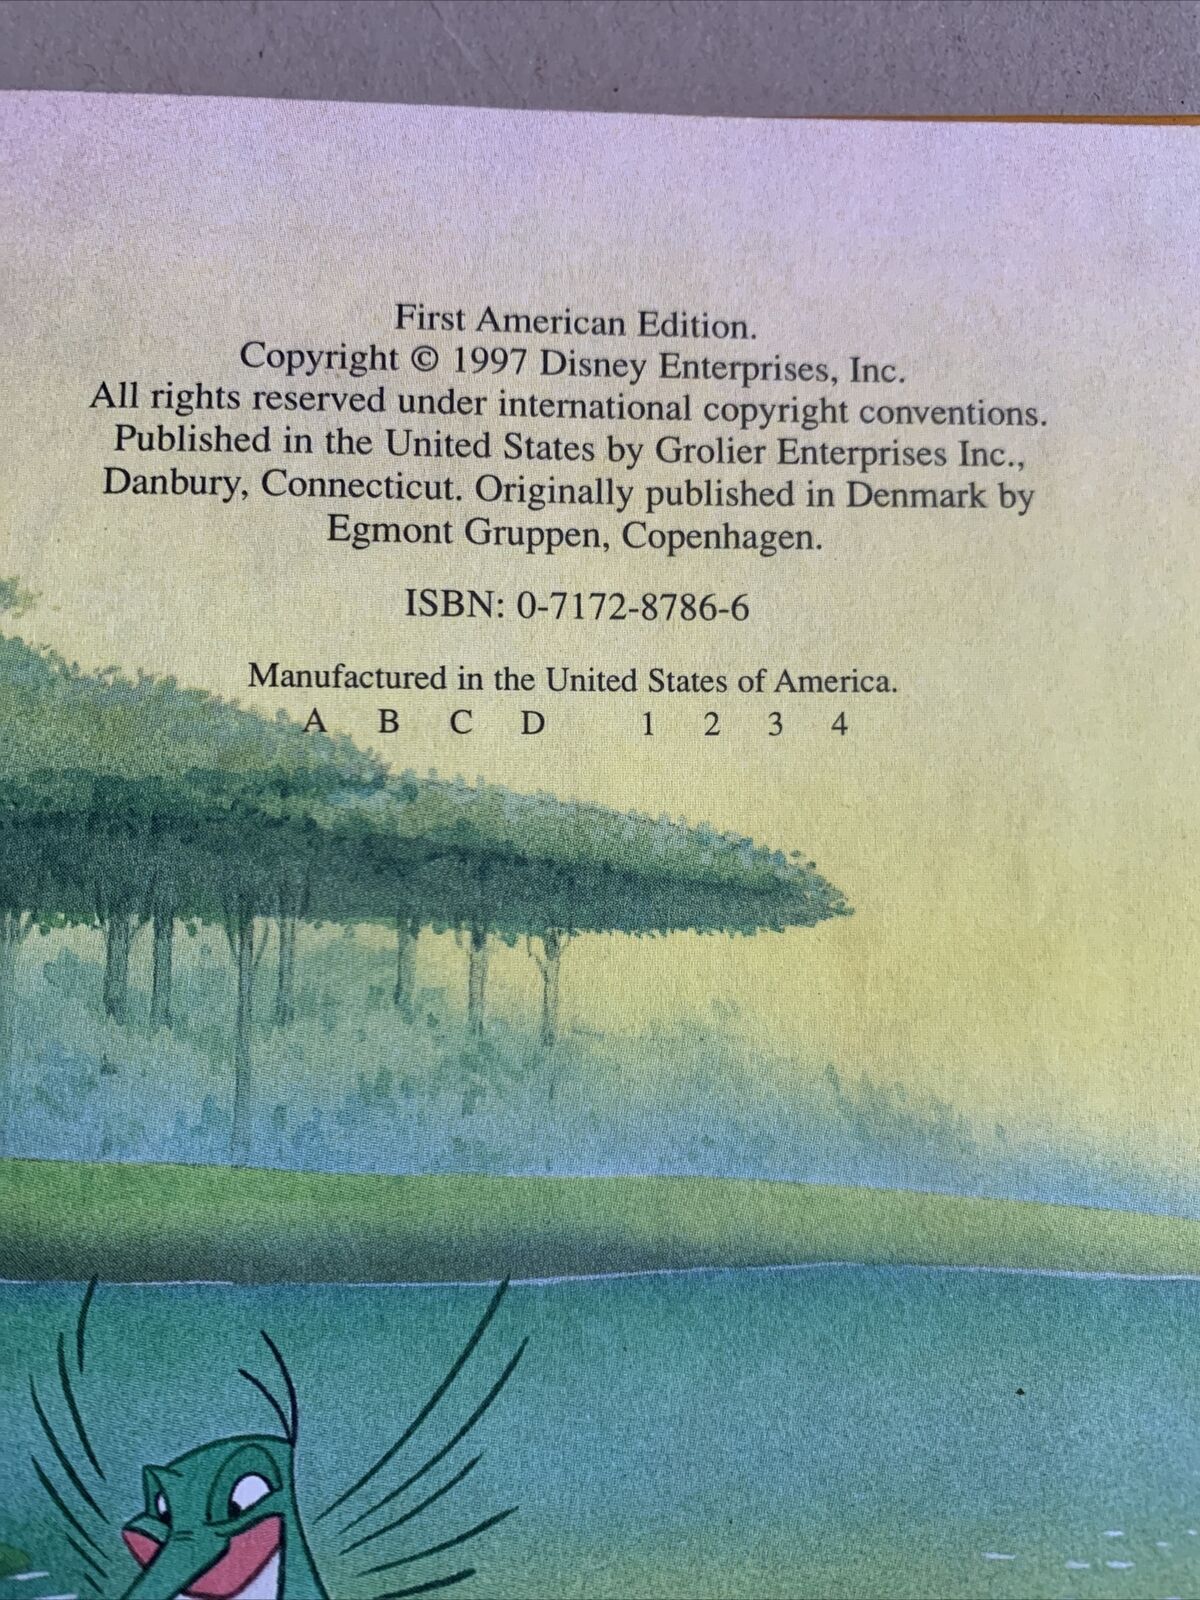 First American Edition.
Copyright © 1997 Disney Enterprises, Inc.
All rights reserved under international copyright conventions.
Published in the United States by Grolier Enterprises Inc.,
Danbury, Connecticut. Originally published in Denmark by
Egmont Gruppen, Copenhagen.
ISBN: 0-7172-8786-6
Manufactured in the United States of America.
A B C D 1 2 3 4